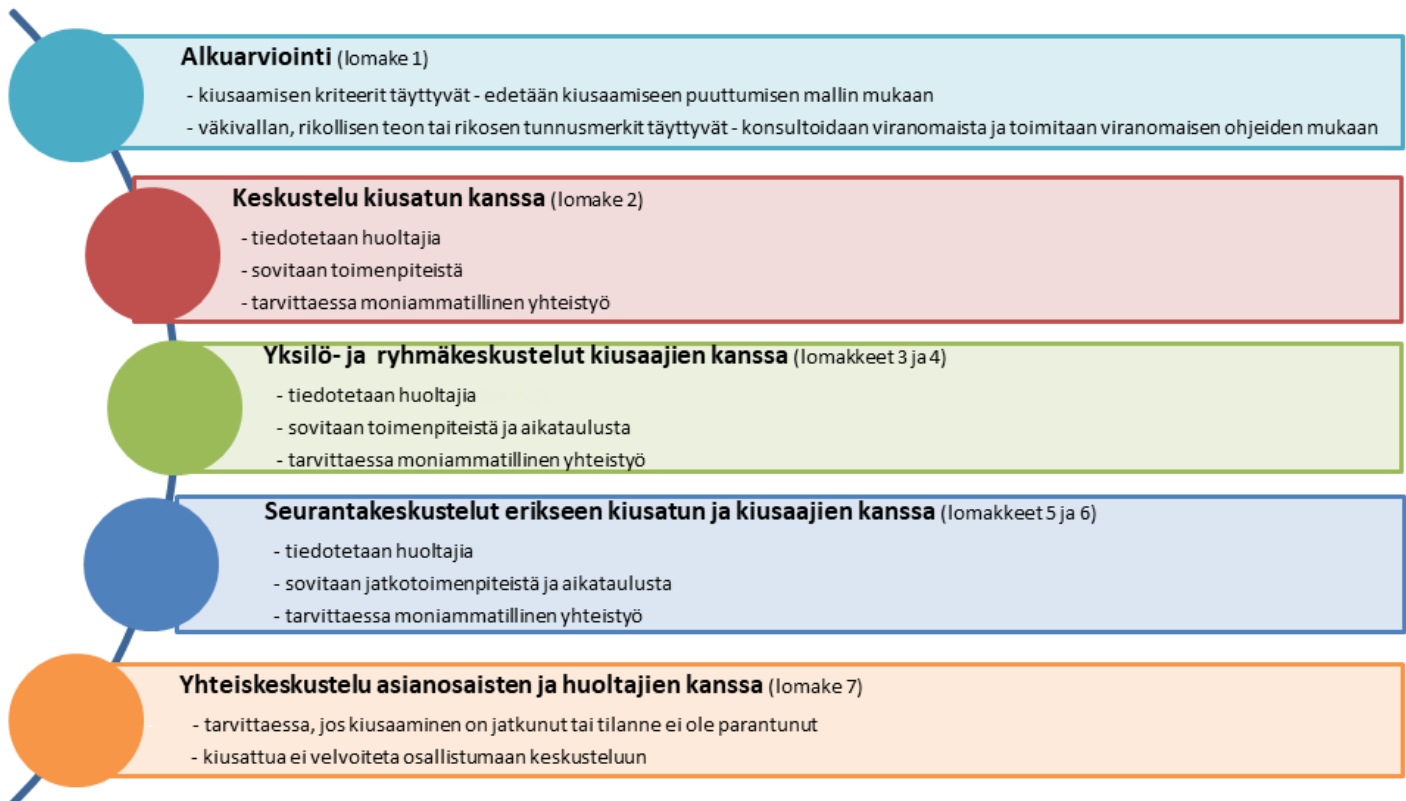 Alkuarviointi (lomake 1)
- kiusaamisen kriteerit täyttyvät - edetään kiusaamiseen puuttumisen mallin mukaan
- väkivallan, rikollisen teon tai rikosen tunnusmerkit täyttyvät - konsultoidaan viranomaista ja toimitaan viranomaisen ohjeiden mukaan
Keskustelu kiusatun kanssa (lomake 2)
- tiedotetaan huoltajia
- sovitaan toimenpiteistä
- tarvittaessa moniammatillinen yhteistyö
Yksilö- ja ryhmäkeskustelut kiusaajien kanssa (lomakkeet 3 ja 4)
- tiedotetaan huoltajia
- sovitaan toimenpiteistä ja aikataulusta
- tarvittaessa moniammatillinen yhteistyö
Seurantakeskustelut erikseen kiusatun ja kiusaajien kanssa (lomakkeet 5 ja 6)
- tiedotetaan huoltajia
- sovitaan jatkotoimenpiteistä ja aikataulusta
- tarvittaessa moniammatillinen yhteistyö
Yhteiskeskustelu asianosaisten ja huoltajien kanssa (lomake 7)
- tarvittaessa, jos kiusaaminen on jatkunut tai tilanne ei ole parantunut
- kiusattua ei velvoiteta osallistumaan keskusteluun